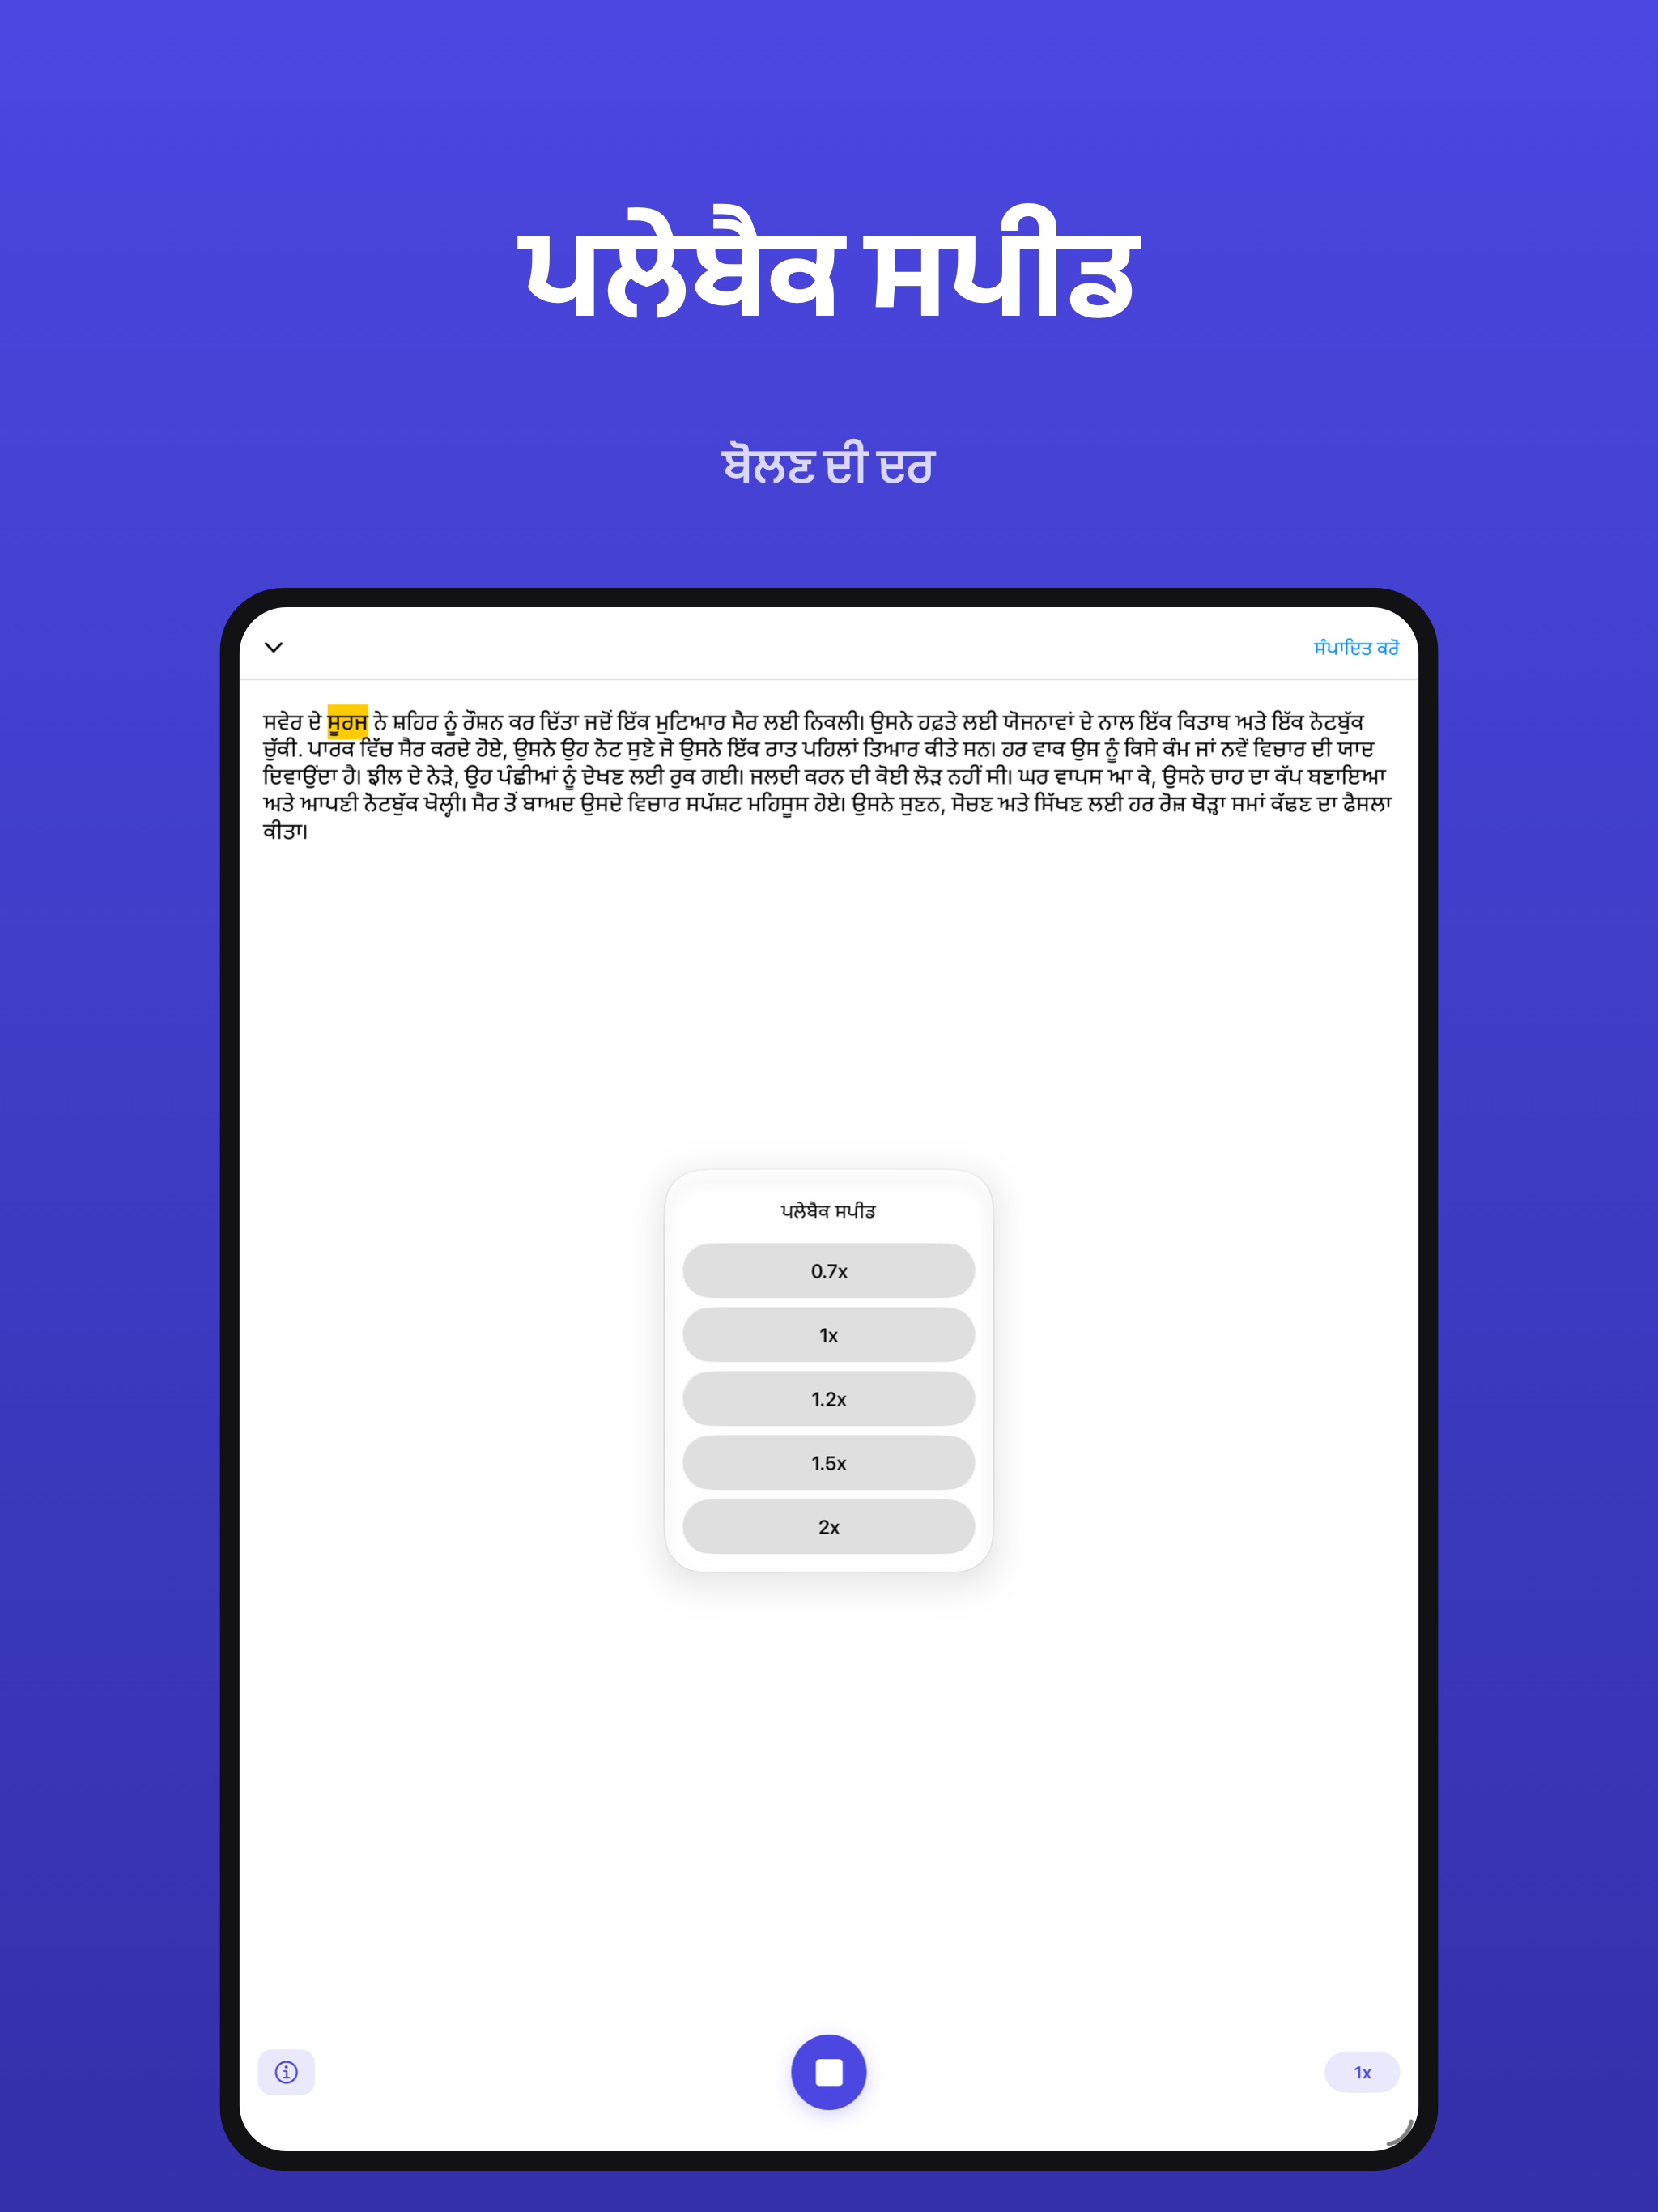 ਪਲੇਬੈਕ ਸਪੀਡ
ਬੋਲਣ ਦੀ ਦਰ
ਸੰਪਾਦਿਤ ਕਰੋ
ਸਵੇਰ ਦੇ ਸੂਰਜ ਨੇ ਸ਼ਹਿਰ ਨੂੰ ਰੌਸ਼ਨ ਕਰ ਦਿੱਤਾ ਜਦੋਂ ਇੱਕ ਮੁਟਿਆਰ ਸੈਰ ਲਈ ਨਿਕਲੀ। ਉਸਨੇ ਹਫ਼ਤੇ ਲਈ ਯੋਜਨਾਵਾਂ ਦੇ ਨਾਲ ਇੱਕ ਕਿਤਾਬ ਅਤੇ ਇੱਕ ਨੋਟਬੁੱਕ
ਚੁੱਕੀ. ਪਾਰਕ ਵਿੱਚ ਸੈਰ ਕਰਦੇ ਹੋਏ, ਉਸਨੇ ਉਹ ਨੋਟ ਸੁਣੇ ਜੋ ਉਸਨੇ ਇੱਕ ਰਾਤ ਪਹਿਲਾਂ ਤਿਆਰ ਕੀਤੇ ਸਨ। ਹਰ ਵਾਕ ਉਸ ਨੂੰ ਕਿਸੇ ਕੰਮ ਜਾਂ ਨਵੇਂ ਵਿਚਾਰ ਦੀ ਯਾਦ
ਦਿਵਾਉਂਦਾ ਹੈ। ਝੀਲ ਦੇ ਨੇੜੇ, ਉਹ ਪੰਛੀਆਂ ਨੂੰ ਦੇਖਣ ਲਈ ਰੁਕ ਗਈ। ਜਲਦੀ ਕਰਨ ਦੀ ਕੋਈ ਲੋੜ ਨਹੀਂ ਸੀ। ਘਰ ਵਾਪਸ ਆ ਕੇ, ਉਸਨੇ ਚਾਹ ਦਾ ਕੱਪ ਬਣਾਇਆ
ਅਤੇ ਆਪਣੀ ਨੋਟਬੁੱਕ ਖੋਲ੍ਹੀ। ਸੈਰ ਤੋਂ ਬਾਅਦ ਉਸਦੇ ਵਿਚਾਰ ਸਪੱਸ਼ਟ ਮਹਿਸੂਸ ਹੋਏ। ਉਸਨੇ ਸੁਣਨ, ਸੋਚਣ ਅਤੇ ਸਿੱਖਣ ਲਈ ਹਰ ਰੋਜ਼ ਥੋੜ੍ਹਾ ਸਮਾਂ ਕੱਢਣ ਦਾ ਫੈਸਲਾ
ਕੀਤਾ।
ਪਲੇਬੈਕ ਸਪੀਡ
0.7x
1x
1.2x
1.5x
2x
1x